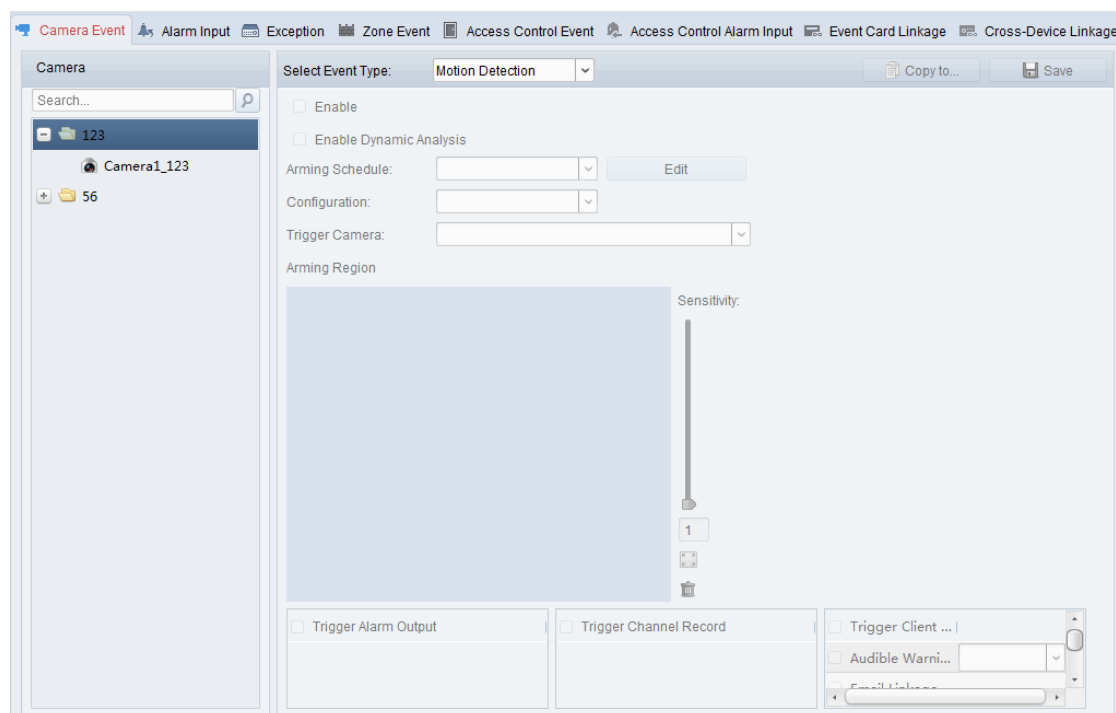 Camera Event Alarm Input Exception Zone Event Access Control Event Access Control Alarm Input Event Card Linkage Cross-Device Linkage
Camera
Select Event Type: Motion Detection Copy to... Save
Search...
Enable
123
Enable Dynamic Analysis
Camera1_123
Arming Schedule: Edit
56
Configuration:
Trigger Camera:
Arming Region
Sensitivity:
1
Trigger Alarm Output Trigger Channel Record Trigger Client ...
Audible Warni...
Email Linkage